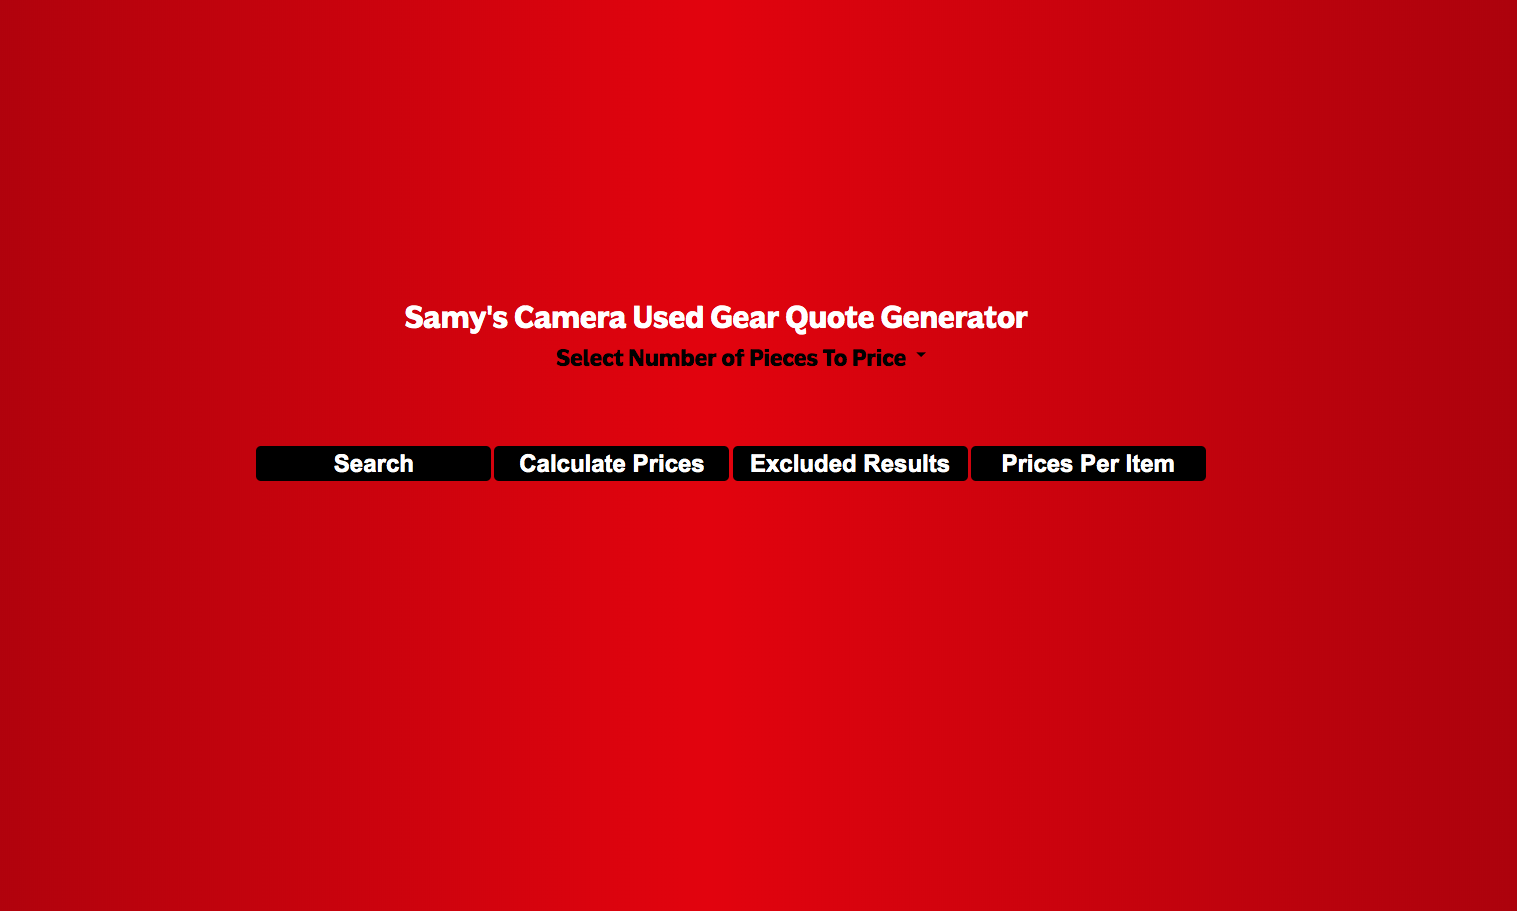 Samy's Camera Used Gear Quote Generator
Select Number of Pieces To Price
Search Calculate Prices Excluded Results Prices Per Item